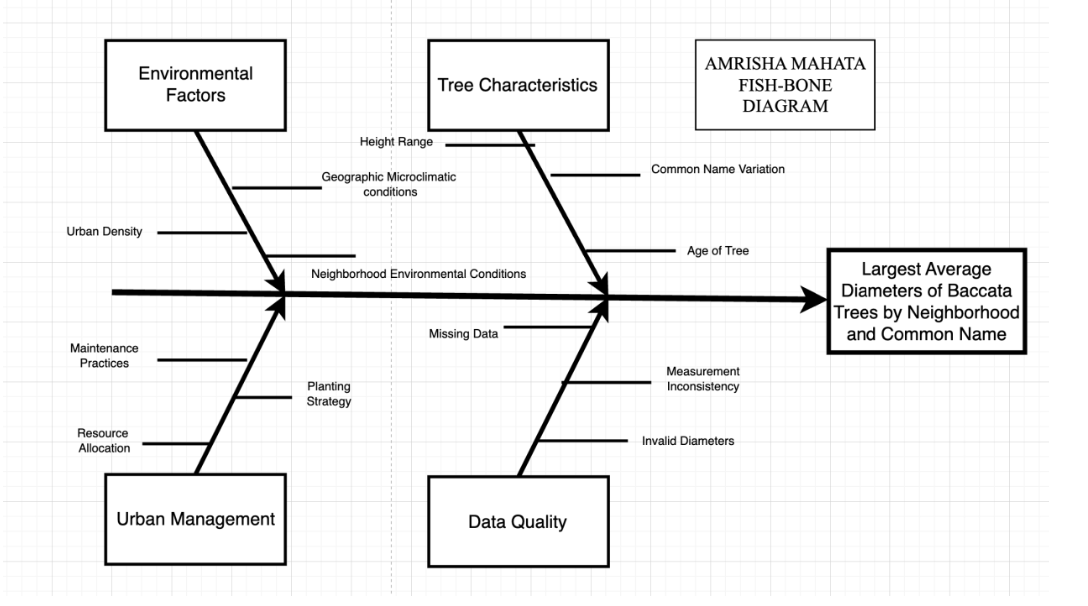 Environmental
Factors
Tree Characteristics
AMRISHA MAHATA
FISH-BONE
DIAGRAM
Height Range
Common Name Variation
Geographic Microclimatic
conditions
Urban Density
Age of Tree
Neighborhood Environmental Conditions
Largest Average
Diameters of Baccata
Trees by Neighborhood
and Common Name
Missing Data
Maintenance
Practices
Measurement
Inconsistency
Planting
Strategy
Resource
Allocation
Invalid Diameters
Urban Management
Data Quality